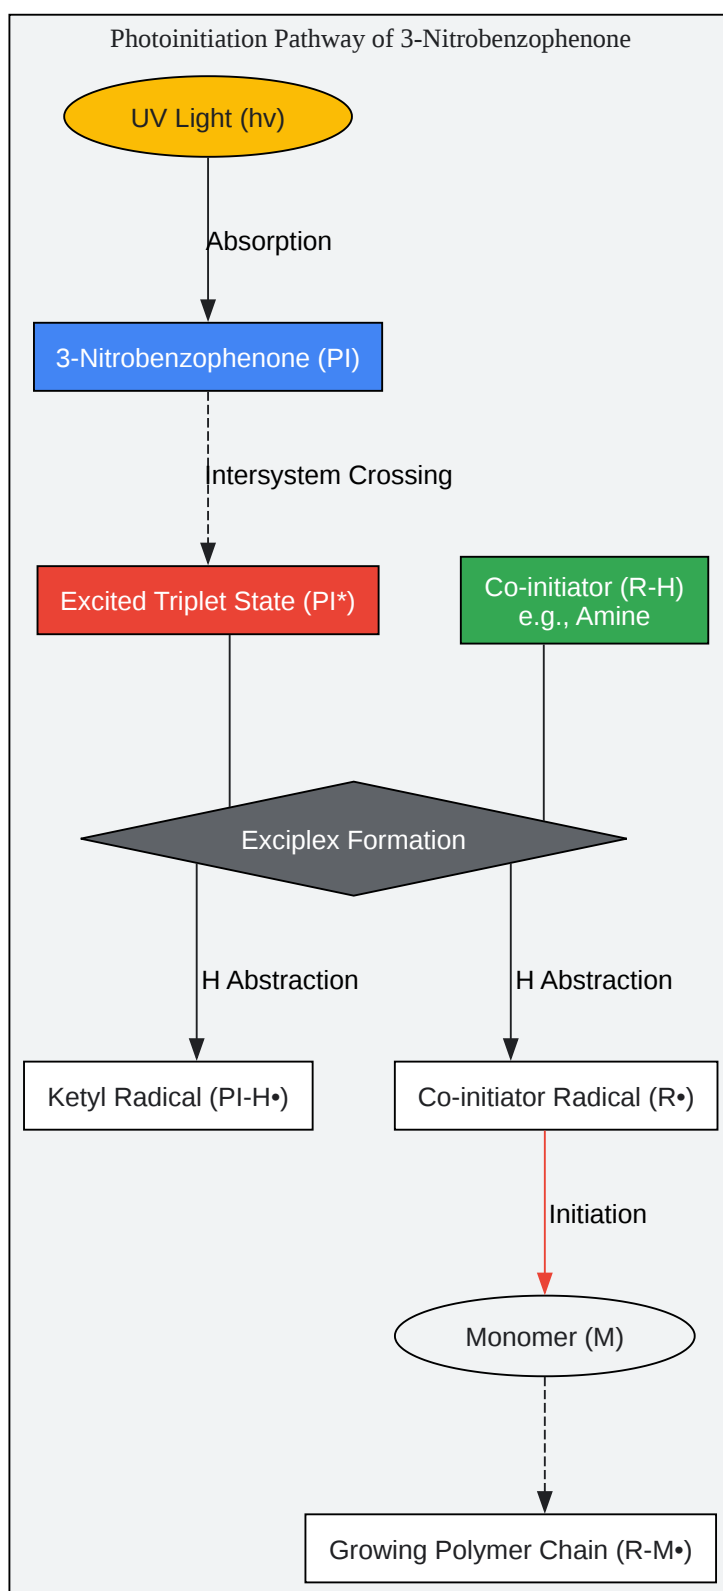 Photoinitiation Pathway of 3-Nitrobenzophenone
UV Light (hv)
Absorption
3-Nitrobenzophenone (PI)
Intersystem Crossing
Excited Triplet State (PI*)
Co-initiator (R-H)
e.g., Amine
Exciplex Formation
H Abstraction
H Abstraction
Ketyl Radical (PI-H•)
Co-initiator Radical (R•)
Initiation
Monomer (M)
Growing Polymer Chain (R-M•)